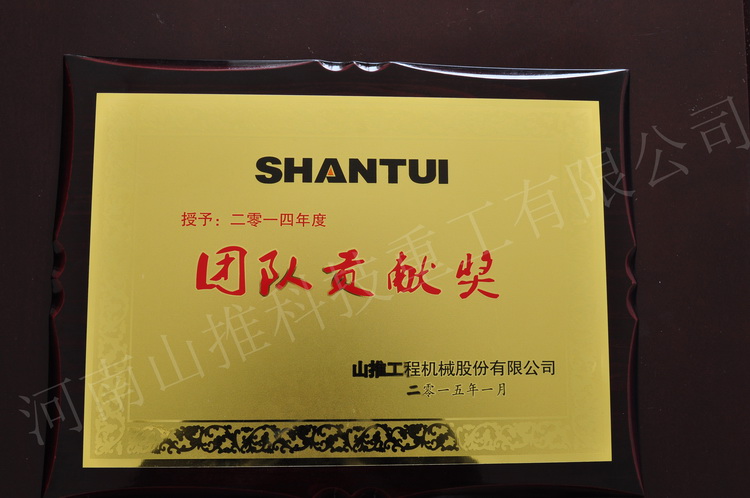 SHANTUI
授予：二零一四年度
团队贡献奖
山推工程机械股份有限公司
二零一五年一月
河南山推科技重工有限公司